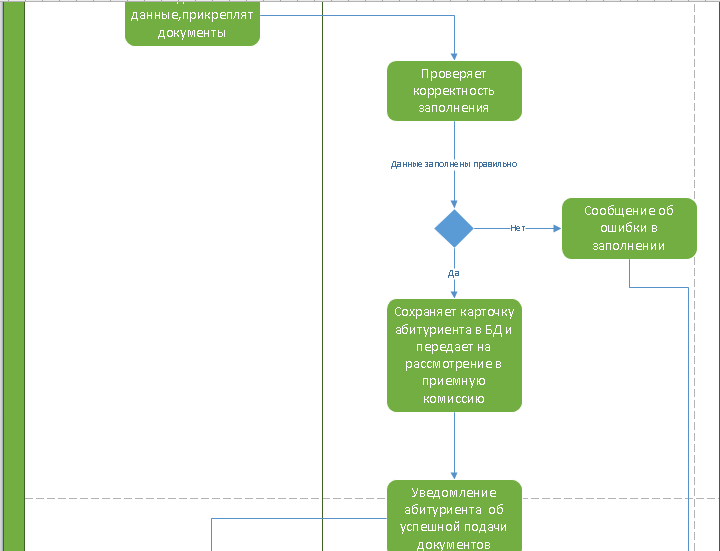 данные,прикреплят
документы
Проверяет
корректность
заполнения
Данные заполнены правильно
Нет
Сообщение об
ошибки в
заполнении
Да
Сохраняет карточку
абитуриента в БД и
передает на
рассмотрение в
приемную
комиссию
Уведомление
абитуриента об
успешной подачи
документов